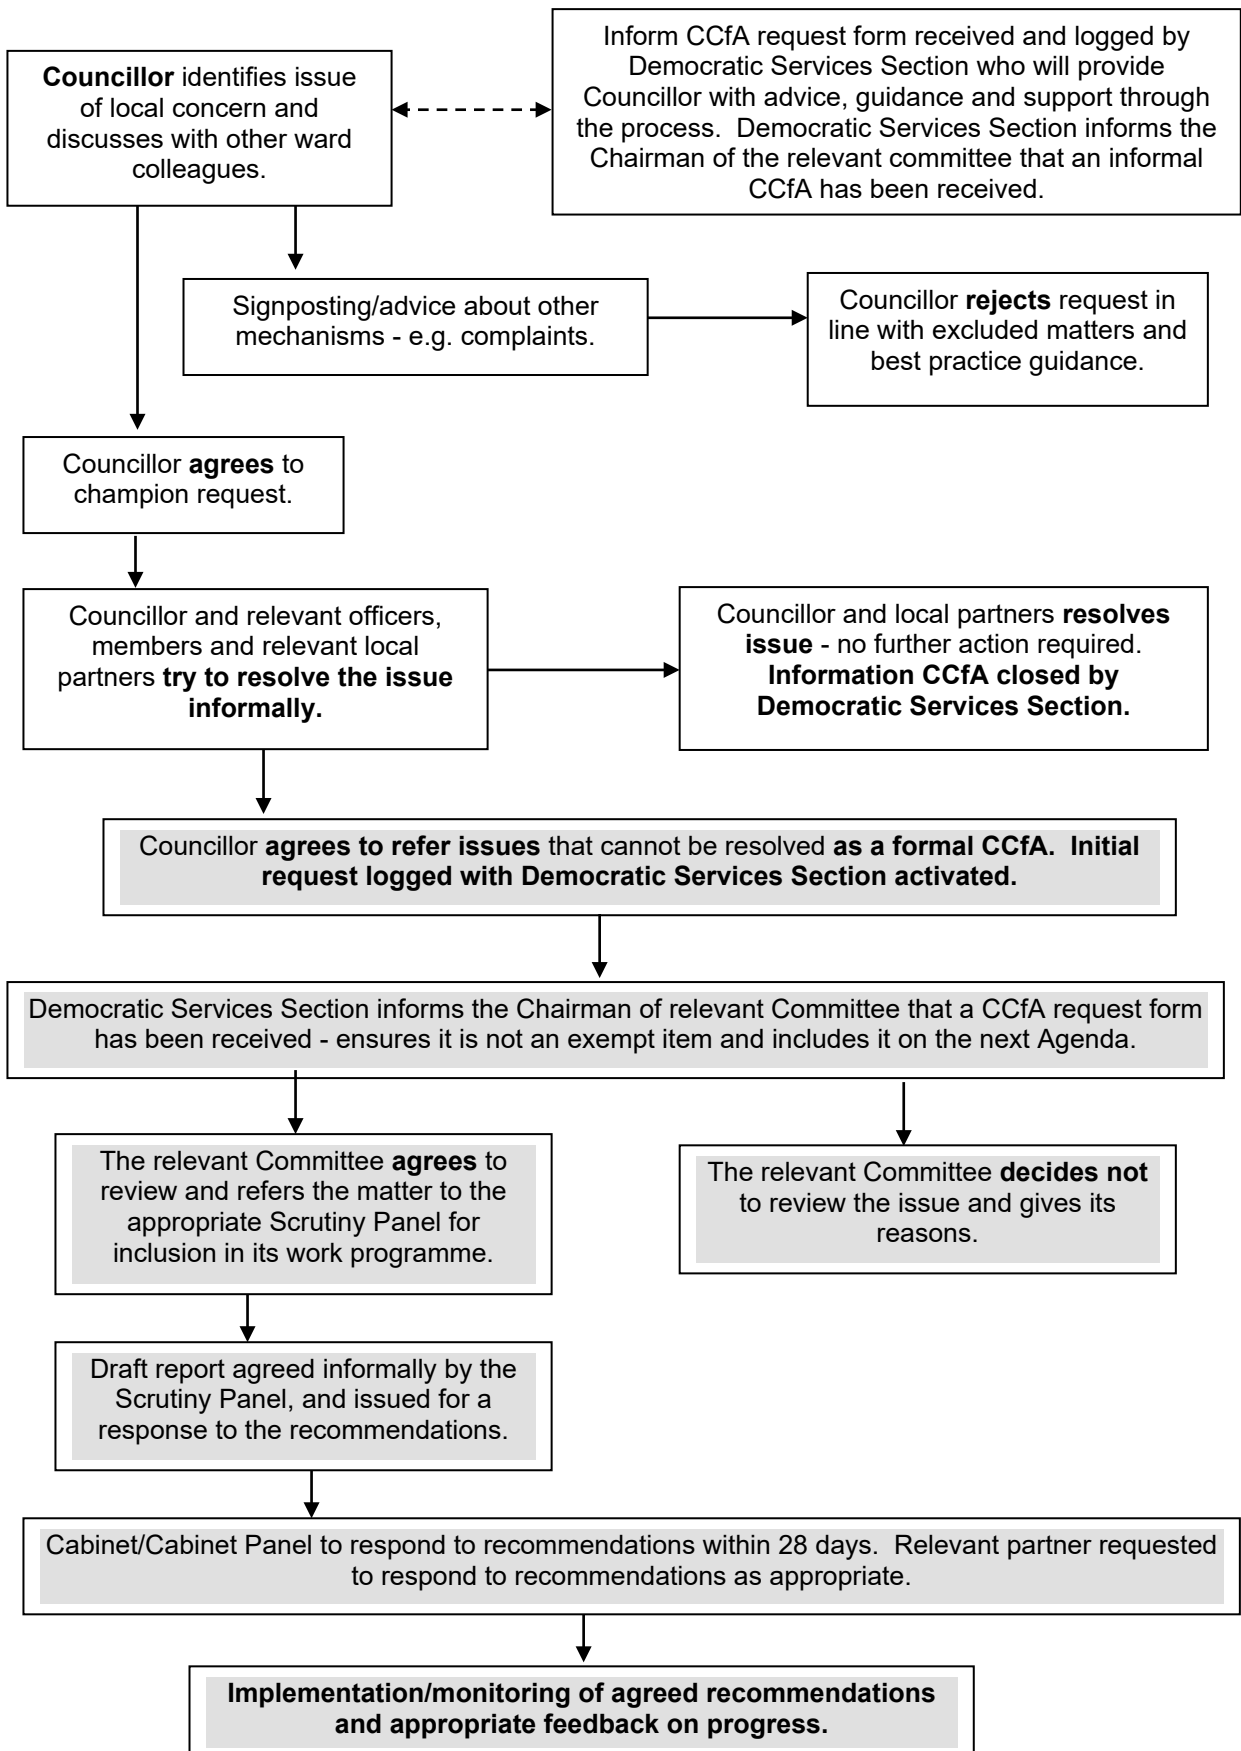 Councillor identifies issue
of local concern and
discusses with other ward
colleagues.
Inform CCfA request form received and logged by
Democratic Services Section who will provide
Councillor with advice, guidance and support through
the process. Democratic Services Section informs the
Chairman of the relevant committee that an informal
CCfA has been received.
Signposting/advice about other
mechanisms - e.g. complaints.
Councillor rejects request in
line with excluded matters and
best practice guidance.
Councillor agrees to
champion request.
Councillor and relevant officers,
members and relevant local
partners try to resolve the issue
informally.
Councillor and local partners resolves
issue - no further action required.
Information CCfA closed by
Democratic Services Section.
Councillor agrees to refer issues that cannot be resolved as a formal CCfA. Initial
request logged with Democratic Services Section activated.
Democratic Services Section informs the Chairman of relevant Committee that a CCfA request form
has been received - ensures it is not an exempt item and includes it on the next Agenda.
The relevant Committee agrees to
review and refers the matter to the
appropriate Scrutiny Panel for
inclusion in its work programme.
The relevant Committee decides not
to review the issue and gives its
reasons.
Draft report agreed informally by the
Scrutiny Panel, and issued for a
response to the recommendations.
Cabinet/Cabinet Panel to respond to recommendations within 28 days. Relevant partner requested
to respond to recommendations as appropriate.
Implementation/monitoring of agreed recommendations
and appropriate feedback on progress.